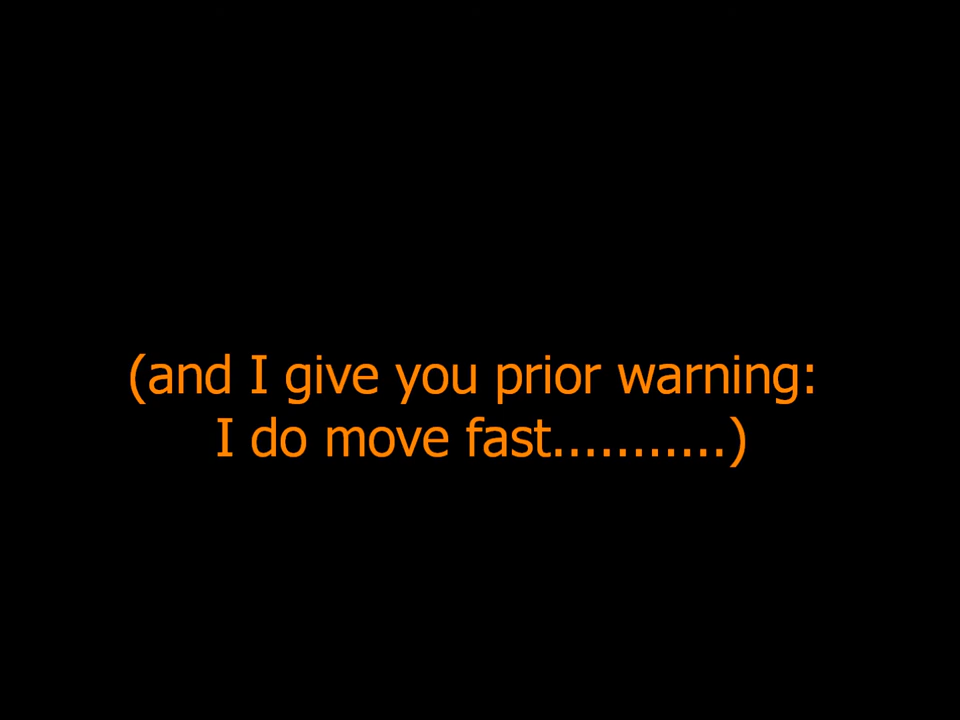 (and I give you prior warning:
I do move fast...........)